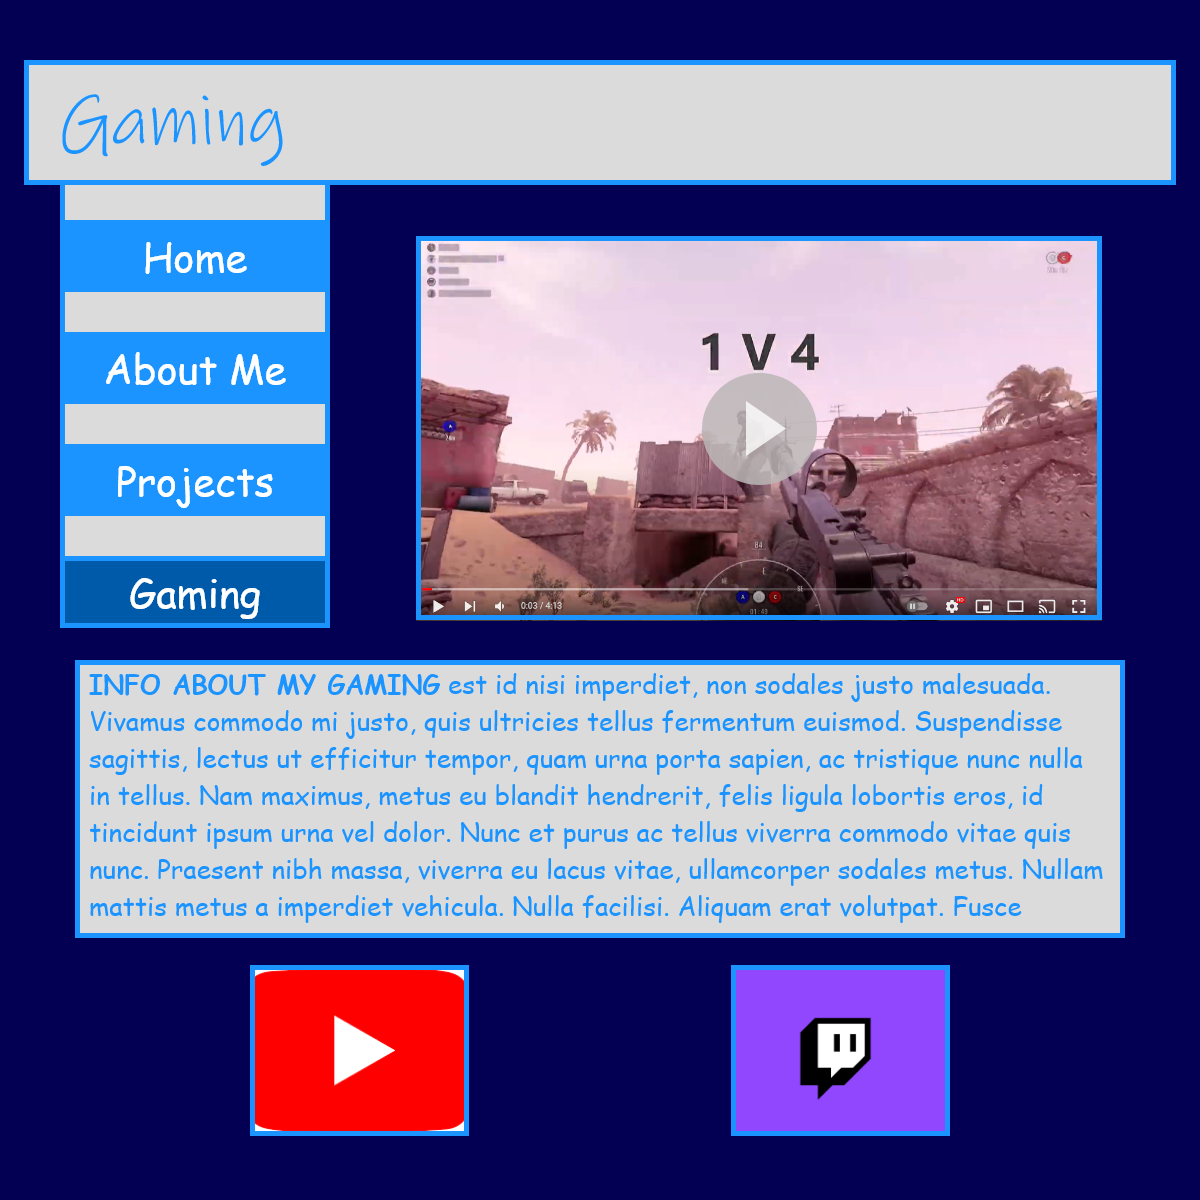 Gaming
Home
About Me
Projects
Gaming
1 V 4
B4
E
A
C
01:49
0:03 / 4:13
HD
INFO ABOUT MY GAMING est id nisi imperdiet, non sodales justo malesuada.
Vivamus commodo mi justo, quis ultricies tellus fermentum euismod. Suspendisse
sagittis, lectus ut efficitur tempor, quam urna porta sapien, ac tristique nunc nulla
in tellus. Nam maximus, metus eu blandit hendrerit, felis ligula lobortis eros, id
tincidunt ipsum urna vel dolor. Nunc et purus ac tellus viverra commodo vitae quis
nunc. Praesent nibh massa, viverra eu lacus vitae, ullamcorper sodales metus. Nullam
mattis metus a imperdiet vehicula. Nulla facilisi. Aliquam erat volutpat. Fusce